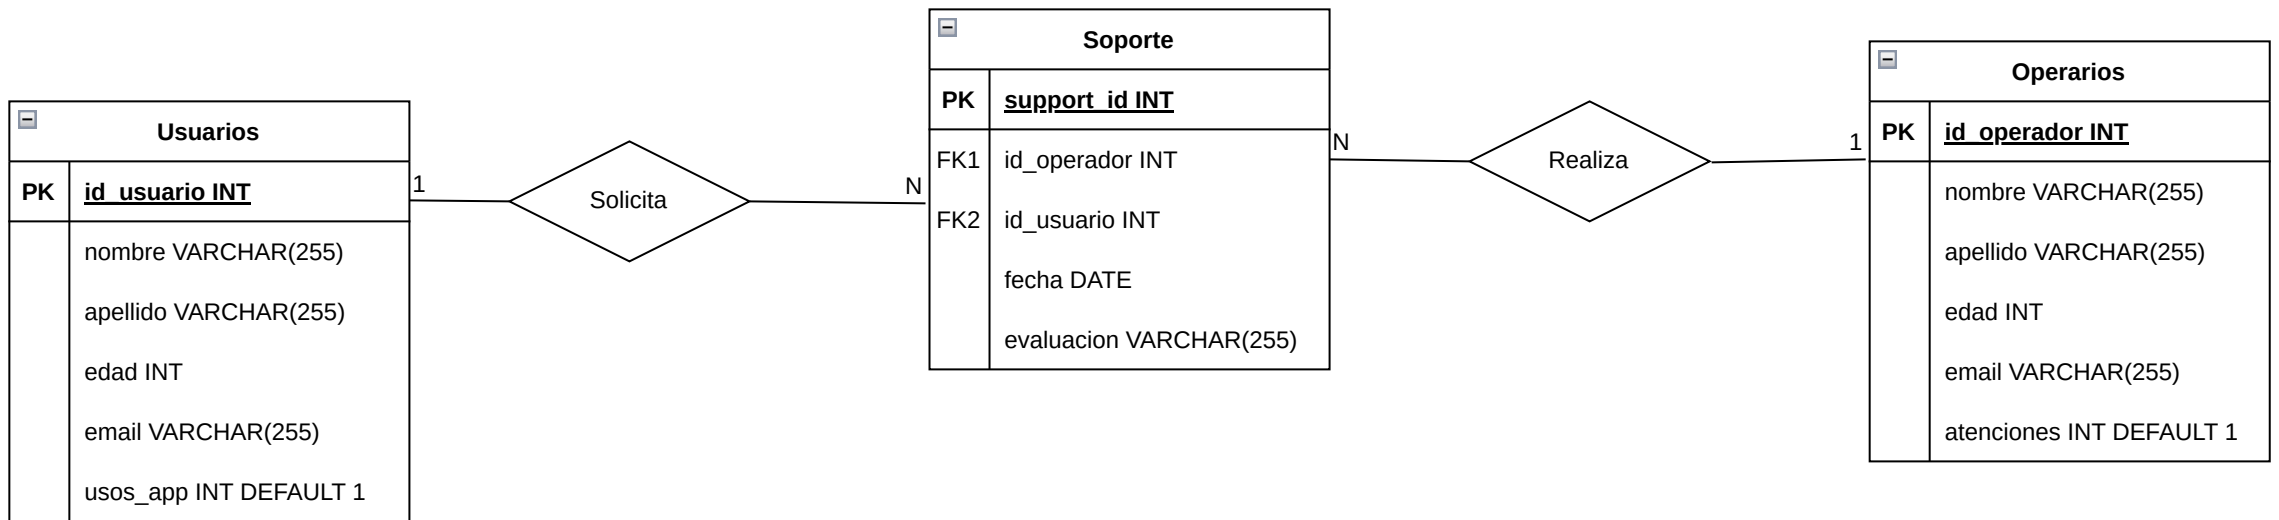 Usuarios
PK id_usuario INT
nombre VARCHAR(255)
apellido VARCHAR(255)
edad INT
email VARCHAR(255)
usos_app INT DEFAULT 1
1
Solicita
N
Soporte
PK support_id INT
FK1 id_operador INT
FK2 id_usuario INT
fecha DATE
evaluacion VARCHAR(255)
N
Realiza
1
Operarios
PK id_operador INT
nombre VARCHAR(255)
apellido VARCHAR(255)
edad INT
email VARCHAR(255)
atenciones INT DEFAULT 1